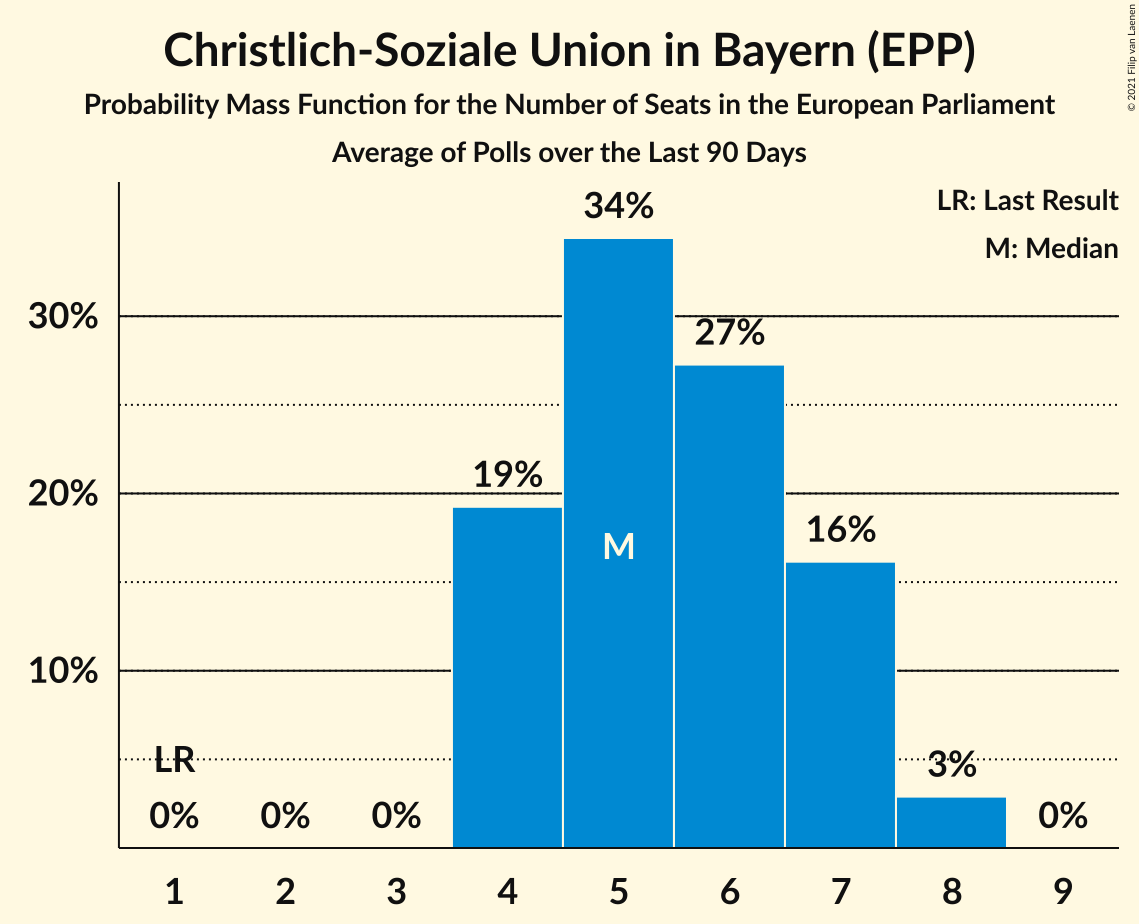 Christlich-Soziale Union in Bayern (EPP)
Probability Mass Function for the Number of Seats in the European Parliament
Average of Polls over the Last 90 Days
© 2021 Filip van Laenen
LR: Last Result
M: Median
34%
30%
27%
19%
20%
16%
M
10%
LR
3%
0% 0% 0% 0%
1 2 3 4 5 6 7 8 9